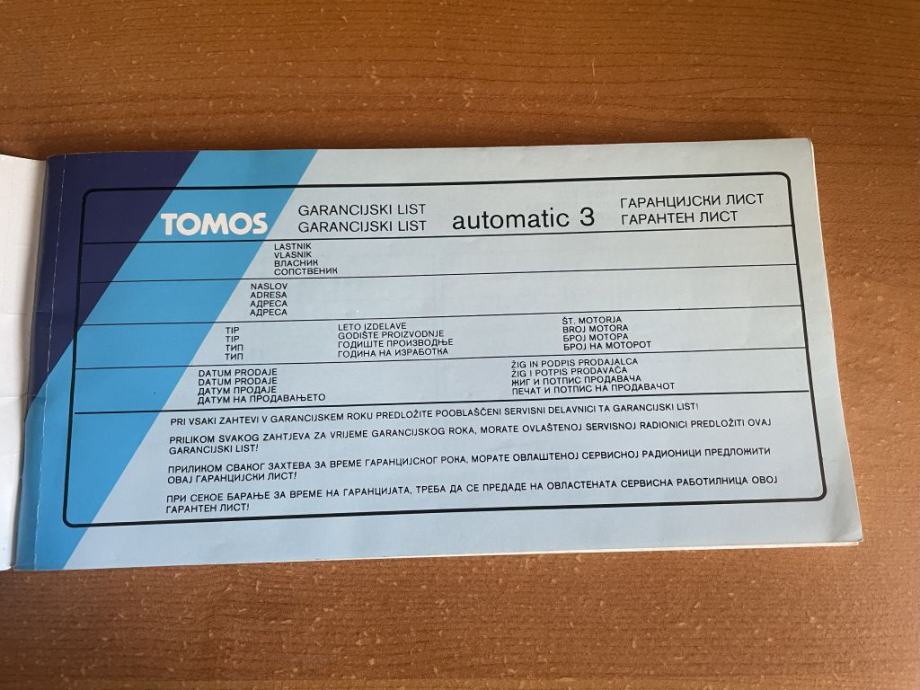 TOMOS
GARANCIJSKI LIST
GARANCIJSKI LIST
automatic 3
ГАРАНЦИЈСКИ ЛИСТ
ГАРАНТЕН ЛИСТ
LASTNIK
VLASNIK
ВЛАСНИК
СОПСТВЕНИК
NASLOV
ADRESA
АДРЕСА
АДРЕСА
TIP
TIP
ТИП
ТИП
LETO IZDELAVE
GODIŠTE PROIZVODNJE
ГОДИШТЕ ПРОИЗВОДЊЕ
ГОДИНА НА ИЗРАБОТКА
ŠT. MOTORJA
BROJ MOTORA
БРОЈ МОТОРА
БРОЈ НА МОТОРОТ
DATUM PRODAJE
DATUM PRODAJE
ДАТУМ ПРОДАЈЕ
ДАТУМ НА ПРОДАВАЊЕТО
ŽIG IN PODPIS PRODAJALCA
ŽIG I POTPIS PRODAVAČA
ЖИГ И ПОТПИС ПРОДАВАЧА
ПЕЧАТ И ПОТПИС НА ПРОДАВАЧОТ
PRI VSAKI ZAHTEVI V GARANCIJSKEM ROKU PREDLOŽITE POOBLAŠČENI SERVISNI DELAVNICI TA GARANCIJSKI LIST!
PRILIKOM SVAKOG ZAHTJEVA ZA VRIJEME GARANCIJSKOG ROKA, MORATE OVLAŠTENOJ SERVISNOJ RADIONICI PREDLOŽITI OVAJ
GARANCIJSKI LIST!
ПРИЛИКОМ СВАКОГ ЗАХТЕВА ЗА ВРЕМЕ ГАРАНЦИЈСКОГ РОКА, МОРАТЕ ОВЛАШТЕНОЈ СЕРВИСНОЈ РАДИОНИЦИ ПРЕДЛОЖИТИ
ОВАЈ ГАРАНЦИЈСКИ ЛИСТ!
ПРИ СЕКОЕ БАРАЊЕ ЗА ВРЕМЕ НА ГАРАНЦИЈАТА, ТРЕБА ДА СЕ ПРЕДАДЕ НА ОВЛАСТЕНАТА СЕРВИСНА РАБОТИЛНИЦА ОВОЈ
ГАРАНТЕН ЛИСТ!